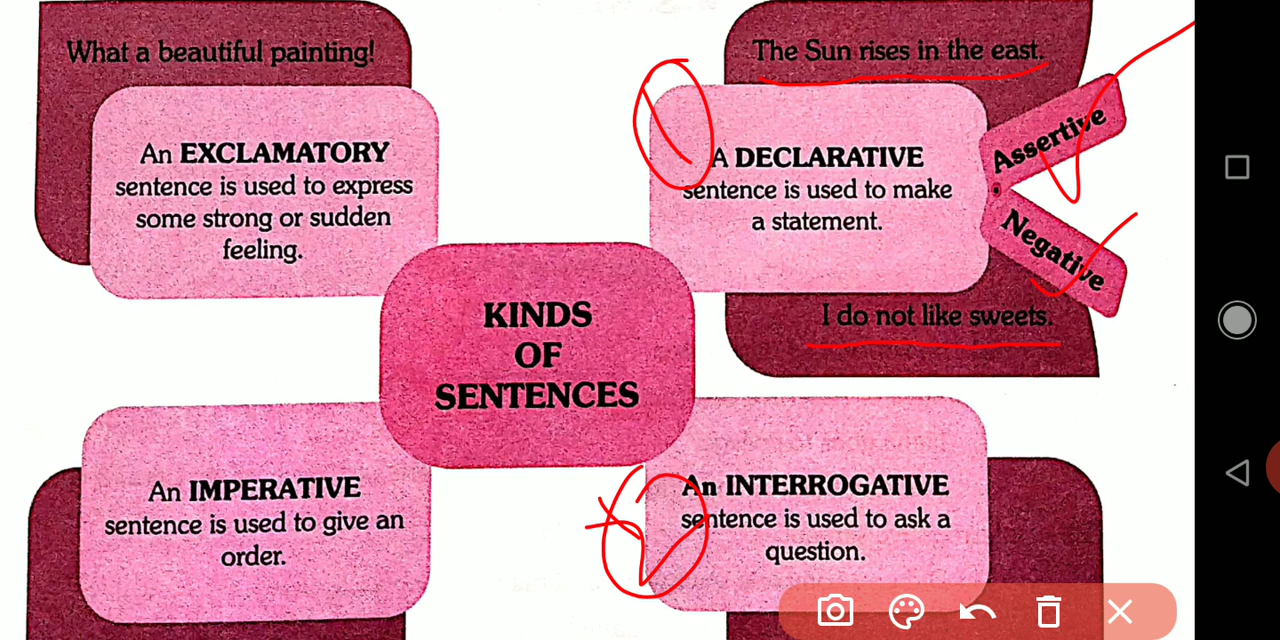 What a beautiful painting!
An EXCLAMATORY
sentence is used to express
some strong or sudden
feeling.
The Sun rises in the east.
A DECLARATIVE
sentence is used to make
a statement.
Assertive
Negative
I do not like sweets.
KINDS
OF
SENTENCES
An IMPERATIVE
sentence is used to give an
order.
An INTERROGATIVE
sentence is used to ask a
question.